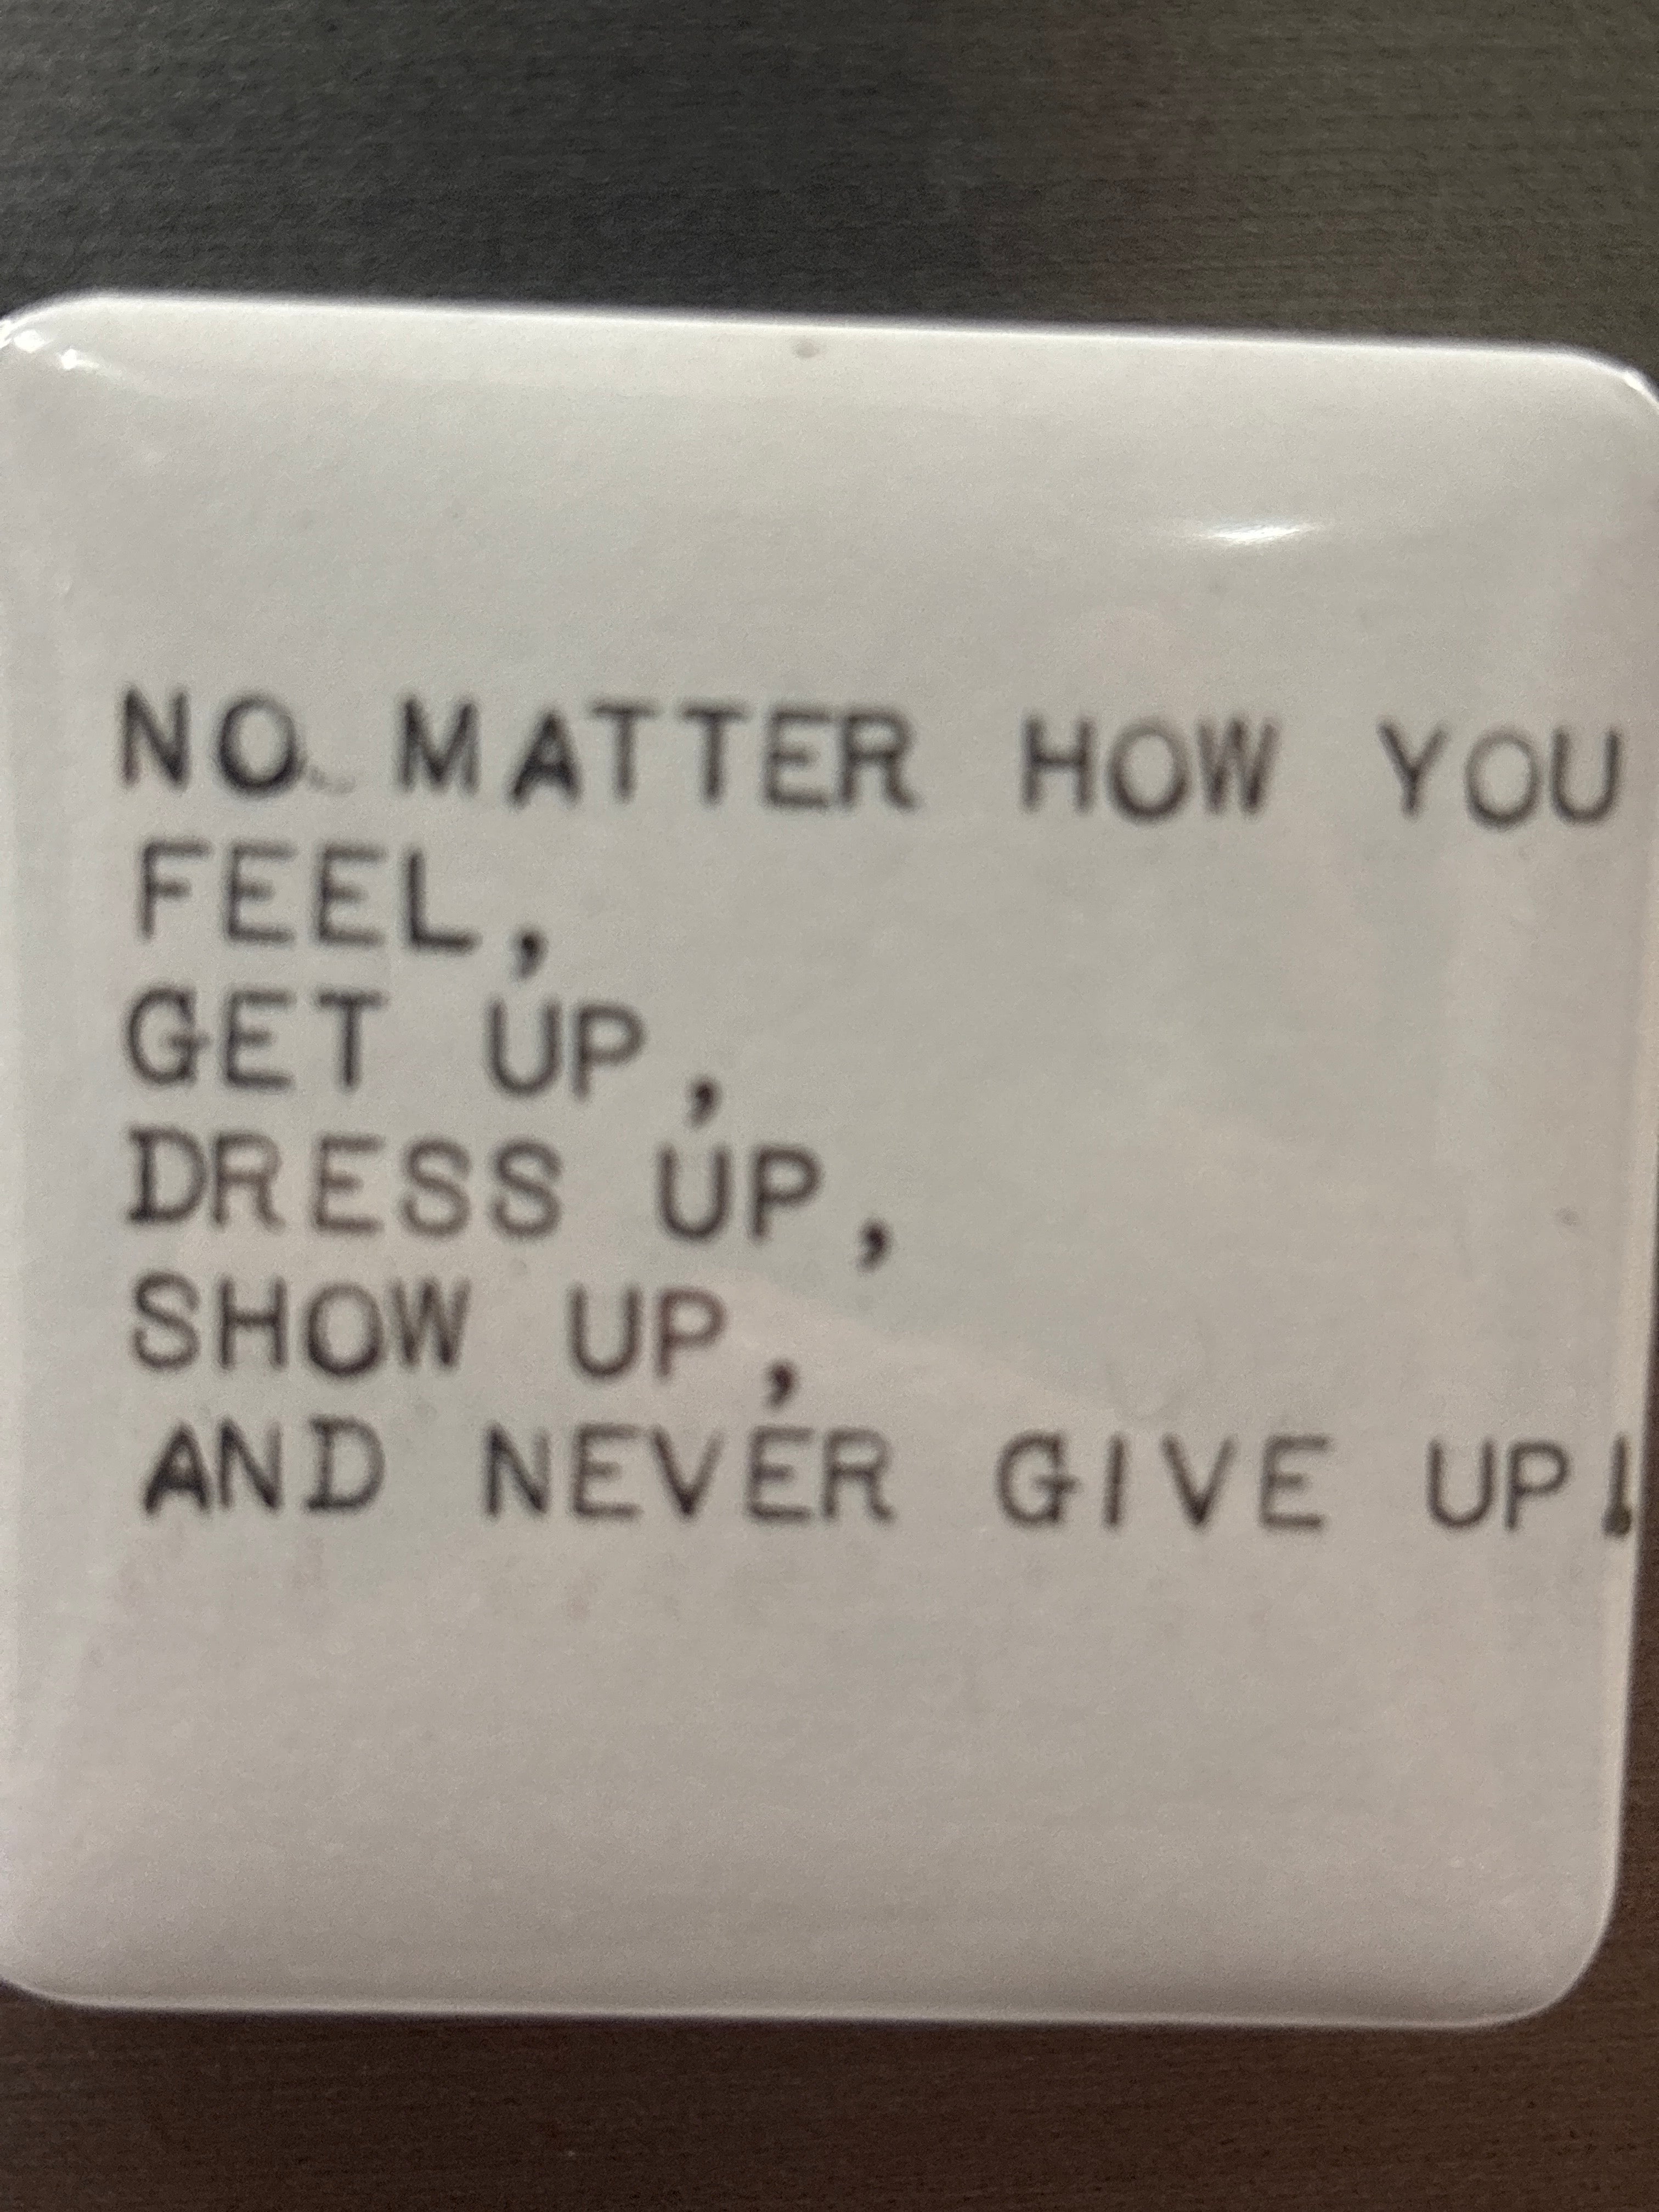 NO MATTER HOW YOU
FEEL,
GET UP,
DRESS UP,
SHOW UP,
AND NEVER GIVE UP!